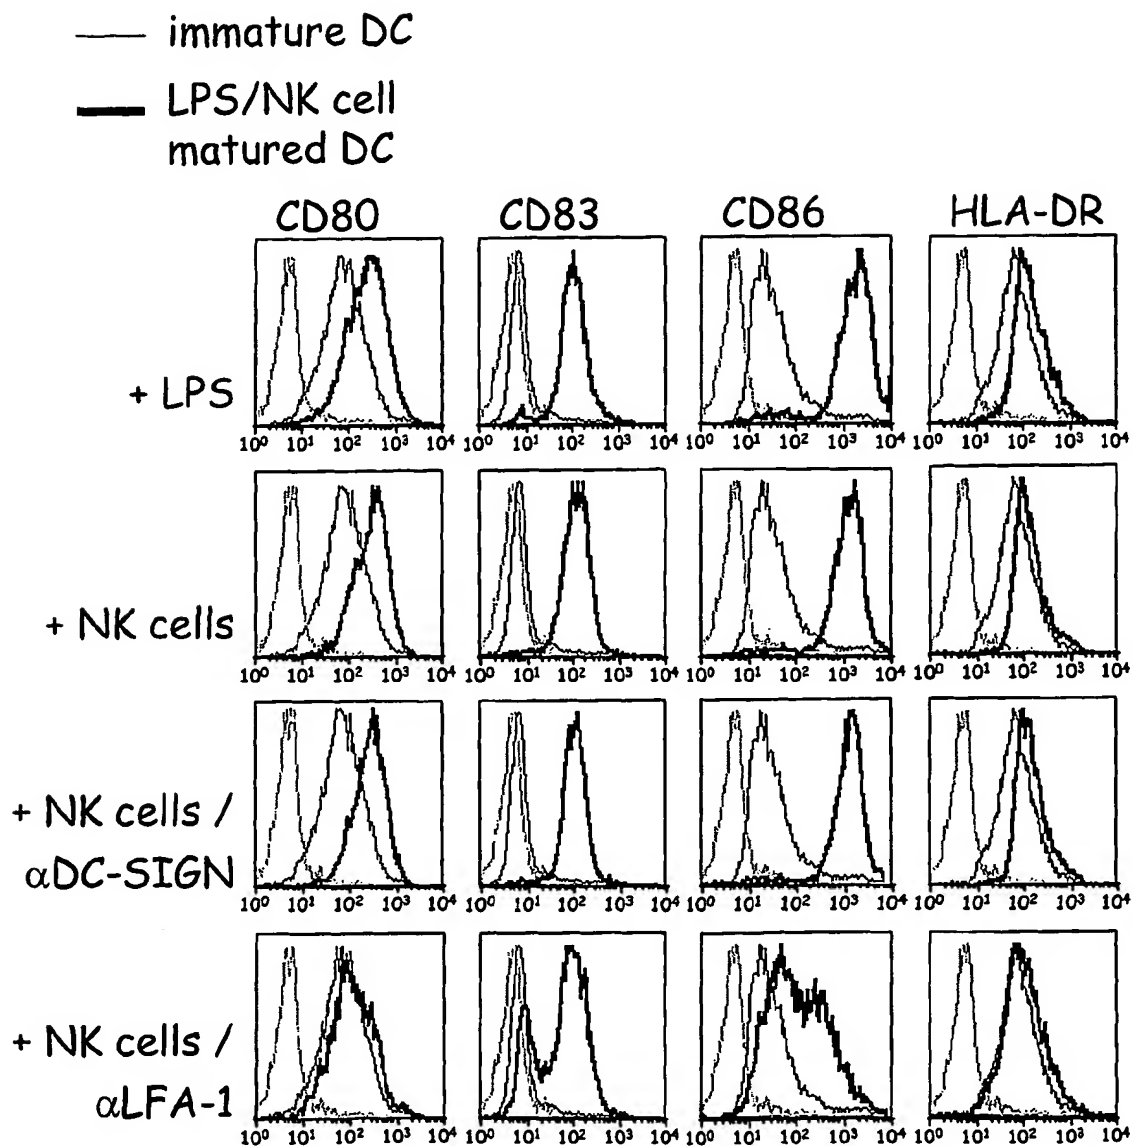 immature DC
LPS/NK cell
matured DC
CD80 CD83 CD86 HLA-DR
+ LPS
10⁰ 10¹ 10² 10³ 10⁴ 10⁰ 10¹ 10² 10³ 10⁴ 10⁰ 10¹ 10² 10³ 10⁴ 10⁰ 10¹ 10² 10³ 10⁴
+ NK cells
10⁰ 10¹ 10² 10³ 10⁴ 10⁰ 10¹ 10² 10³ 10⁴ 10⁰ 10¹ 10² 10³ 10⁴ 10⁰ 10¹ 10² 10³ 10⁴
+ NK cells /
αDC-SIGN
10⁰ 10¹ 10² 10³ 10⁴ 10⁰ 10¹ 10² 10³ 10⁴ 10⁰ 10¹ 10² 10³ 10⁴ 10⁰ 10¹ 10² 10³ 10⁴
+ NK cells /
αLFA-1
10⁰ 10¹ 10² 10³ 10⁴ 10⁰ 10¹ 10² 10³ 10⁴ 10⁰ 10¹ 10² 10³ 10⁴ 10⁰ 10¹ 10² 10³ 10⁴